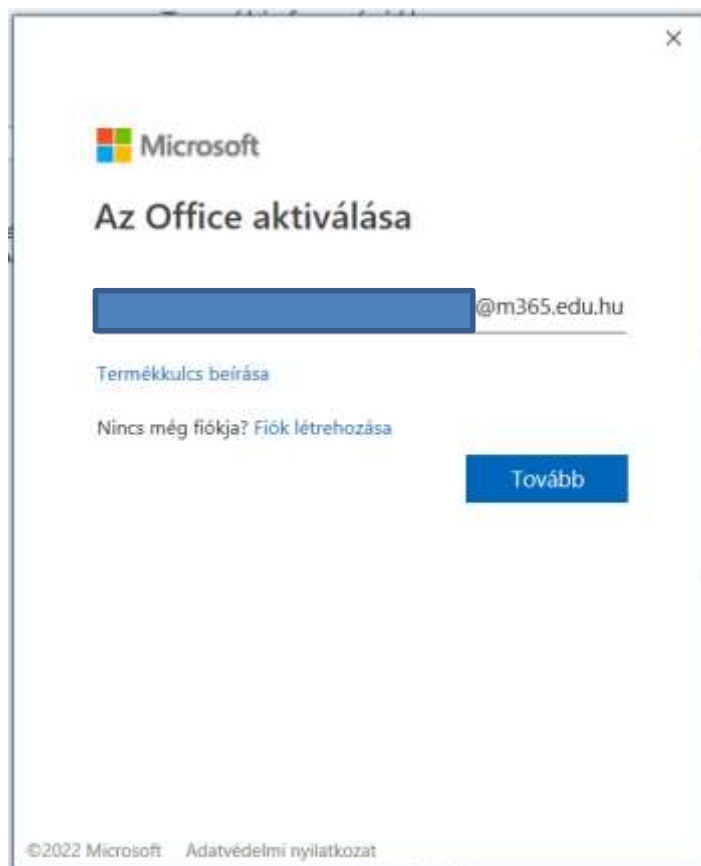 Microsoft
Az Office aktiválása
@m365.edu.hu
Termékkulcs beírása
Nincs még fiókja? Fiók létrehozása
Tovább
©2022 Microsoft Adatvédelmi nyilatkozat